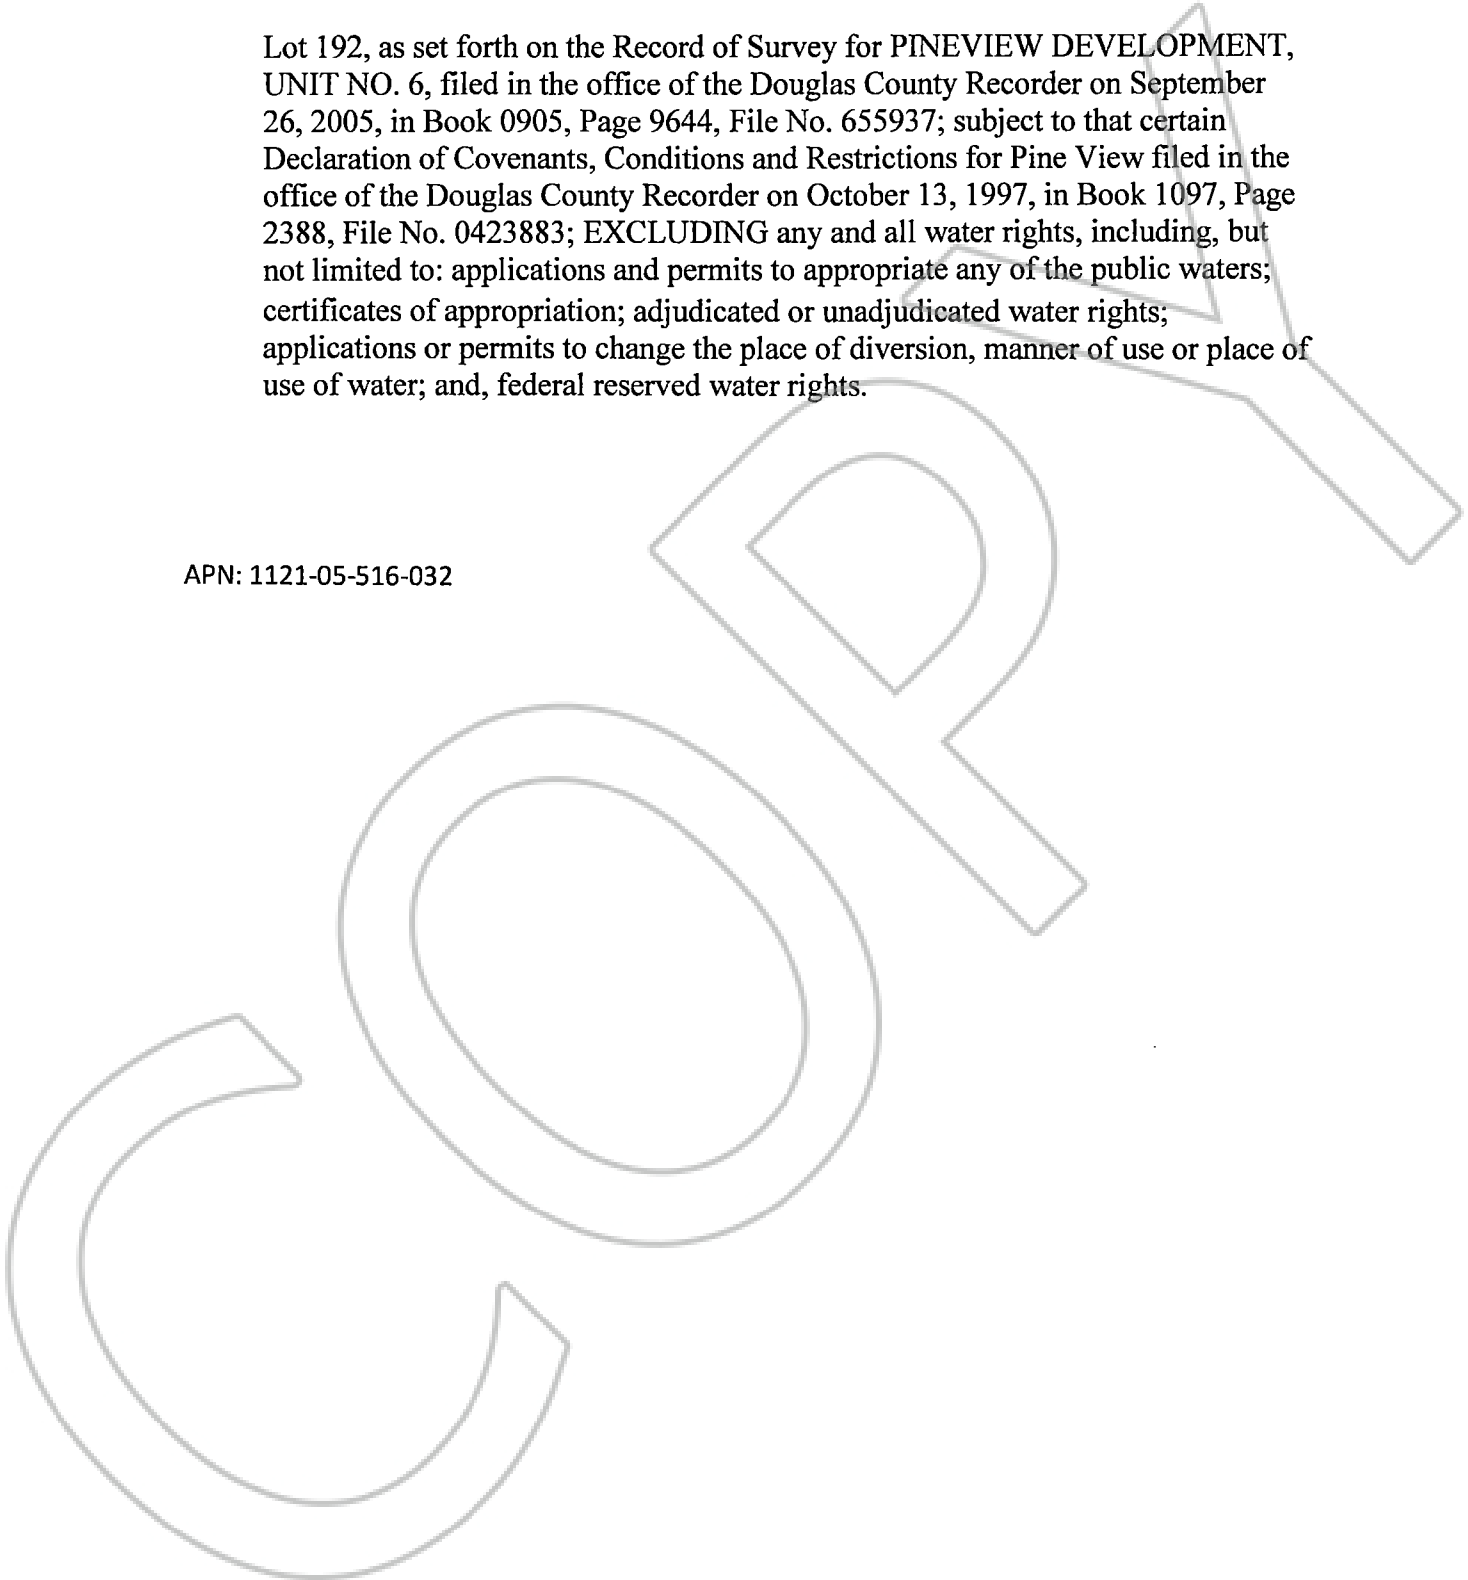 Lot 192, as set forth on the Record of Survey for PINEVIEW DEVELOPMENT,
UNIT NO. 6, filed in the office of the Douglas County Recorder on September
26, 2005, in Book 0905, Page 9644, File No. 655937; subject to that certain
Declaration of Covenants, Conditions and Restrictions for Pine View filed in the
office of the Douglas County Recorder on October 13, 1997, in Book 1097, Page
2388, File No. 0423883; EXCLUDING any and all water rights, including, but
not limited to: applications and permits to appropriate any of the public waters;
certificates of appropriation; adjudicated or unadjudicated water rights;
applications or permits to change the place of diversion, manner of use or place of
use of water; and, federal reserved water rights.
APN: 1121-05-516-032
COPY